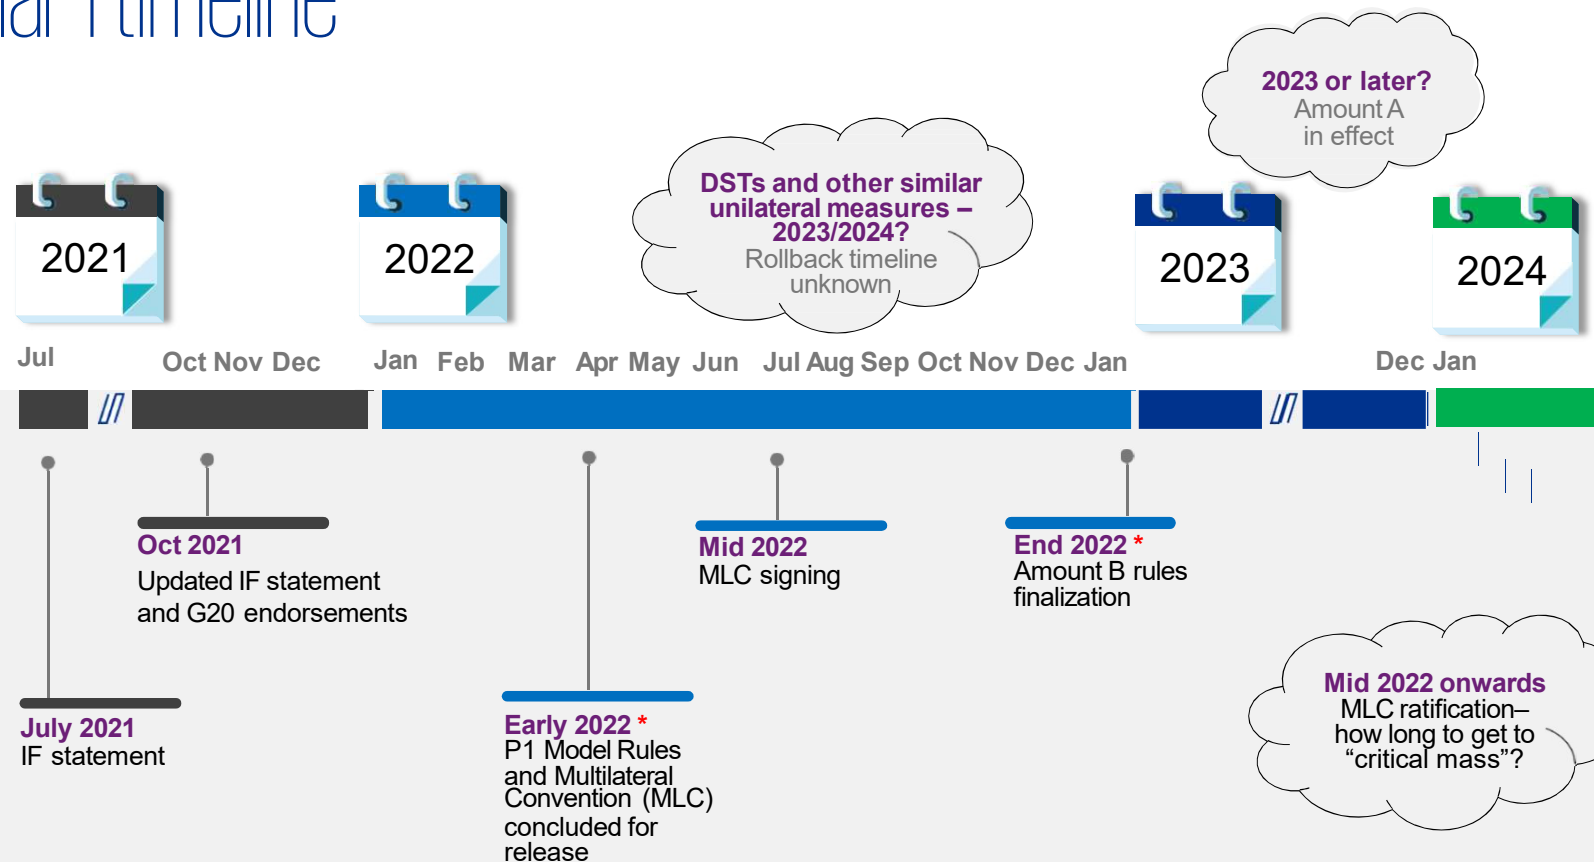 timeline
2023 or later?
Amount A
in effect
DSTs and other similar
unilateral measures –
2023/2024?
Rollback timeline
unknown
2021
2022
2023
2024
Jul Oct Nov Dec Jan Feb Mar Apr May Jun Jul Aug Sep Oct Nov Dec Jan Dec Jan
Oct 2021
Updated IF statement
and G20 endorsements
Mid 2022
MLC signing
End 2022 *
Amount B rules
finalization
July 2021
IF statement
Early 2022 *
P1 Model Rules
and Multilateral
Convention (MLC)
concluded for
release
Mid 2022 onwards
MLC ratification–
how long to get to
“critical mass”?